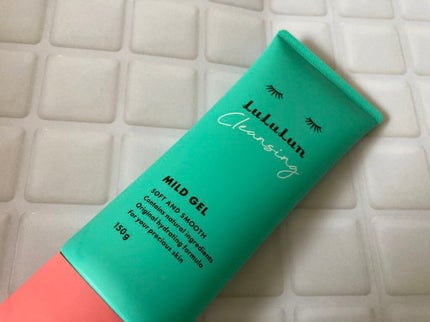 LuLuLun
Cleansing
MILD GEL
SOFT AND SMOOTH
Contains natural ingredients
Original hydrating formula
For your precious skin
150g